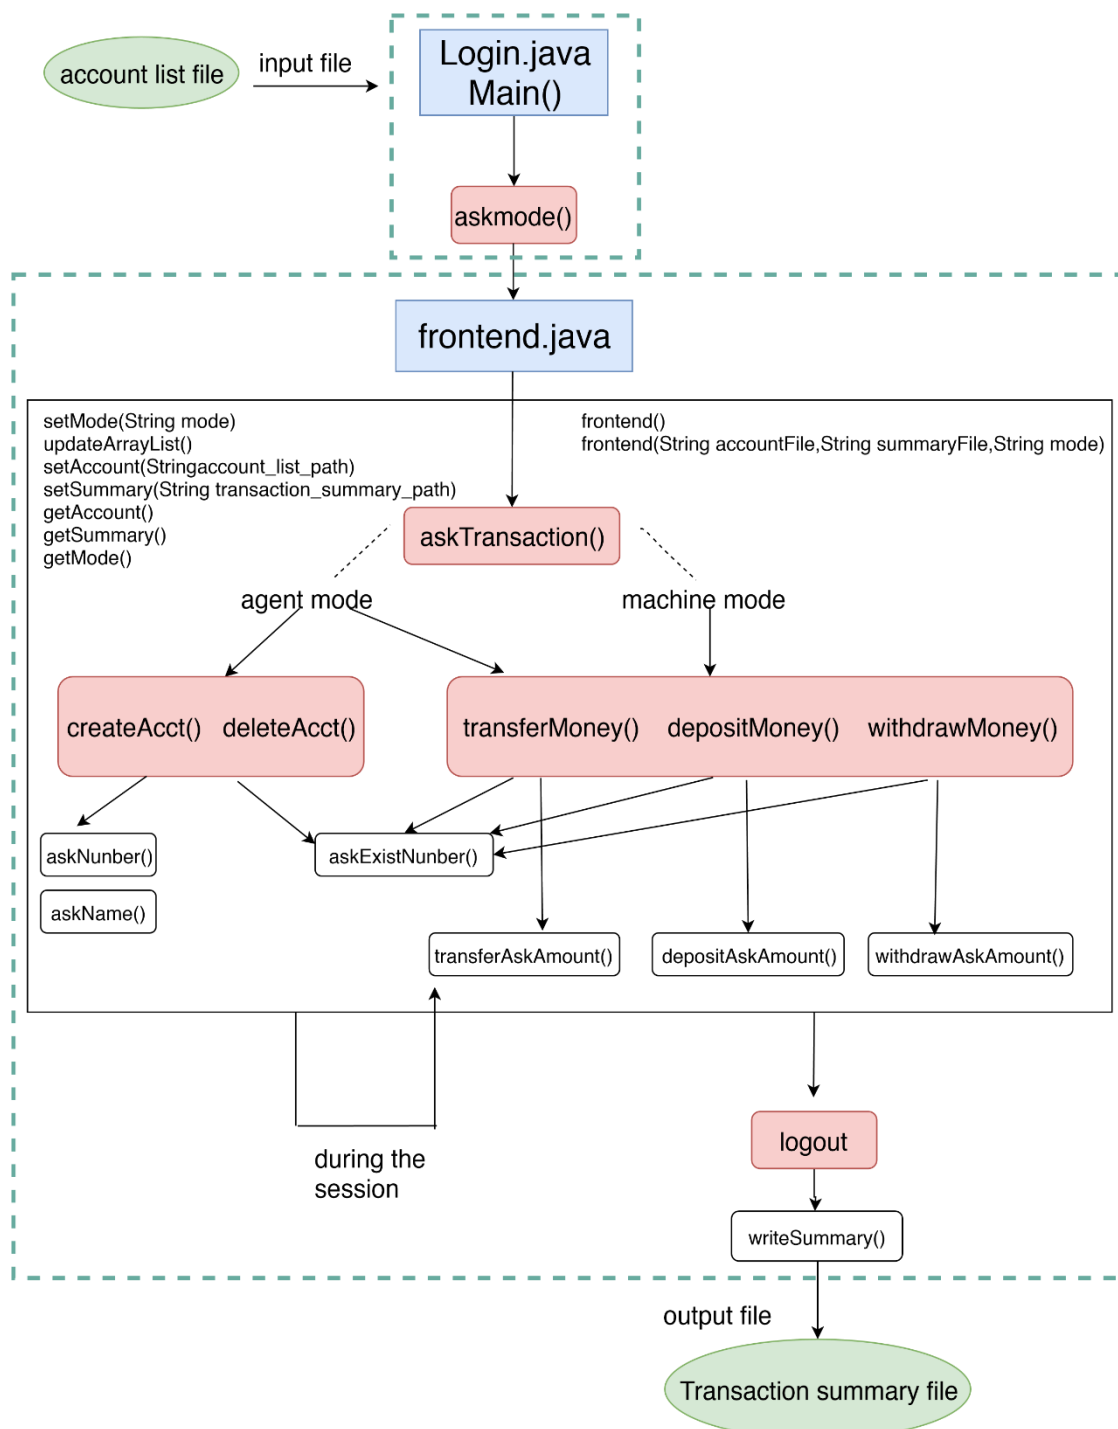 account list file
input file
Login.java
Main()
askmode()
frontend.java
setMode(String mode)
updateArrayList()
setAccount(Stringaccount_list_path)
setSummary(String transaction_summary_path)
getAccount()
getSummary()
getMode()
frontend()
frontend(String accountFile,String summaryFile,String mode)
askTransaction()
agent mode
machine mode
createAcct() deleteAcct()
transferMoney() depositMoney() withdrawMoney()
askNunber()
askExistNunber()
askName()
transferAskAmount()
depositAskAmount()
withdrawAskAmount()
during the
session
logout
writeSummary()
output file
Transaction summary file